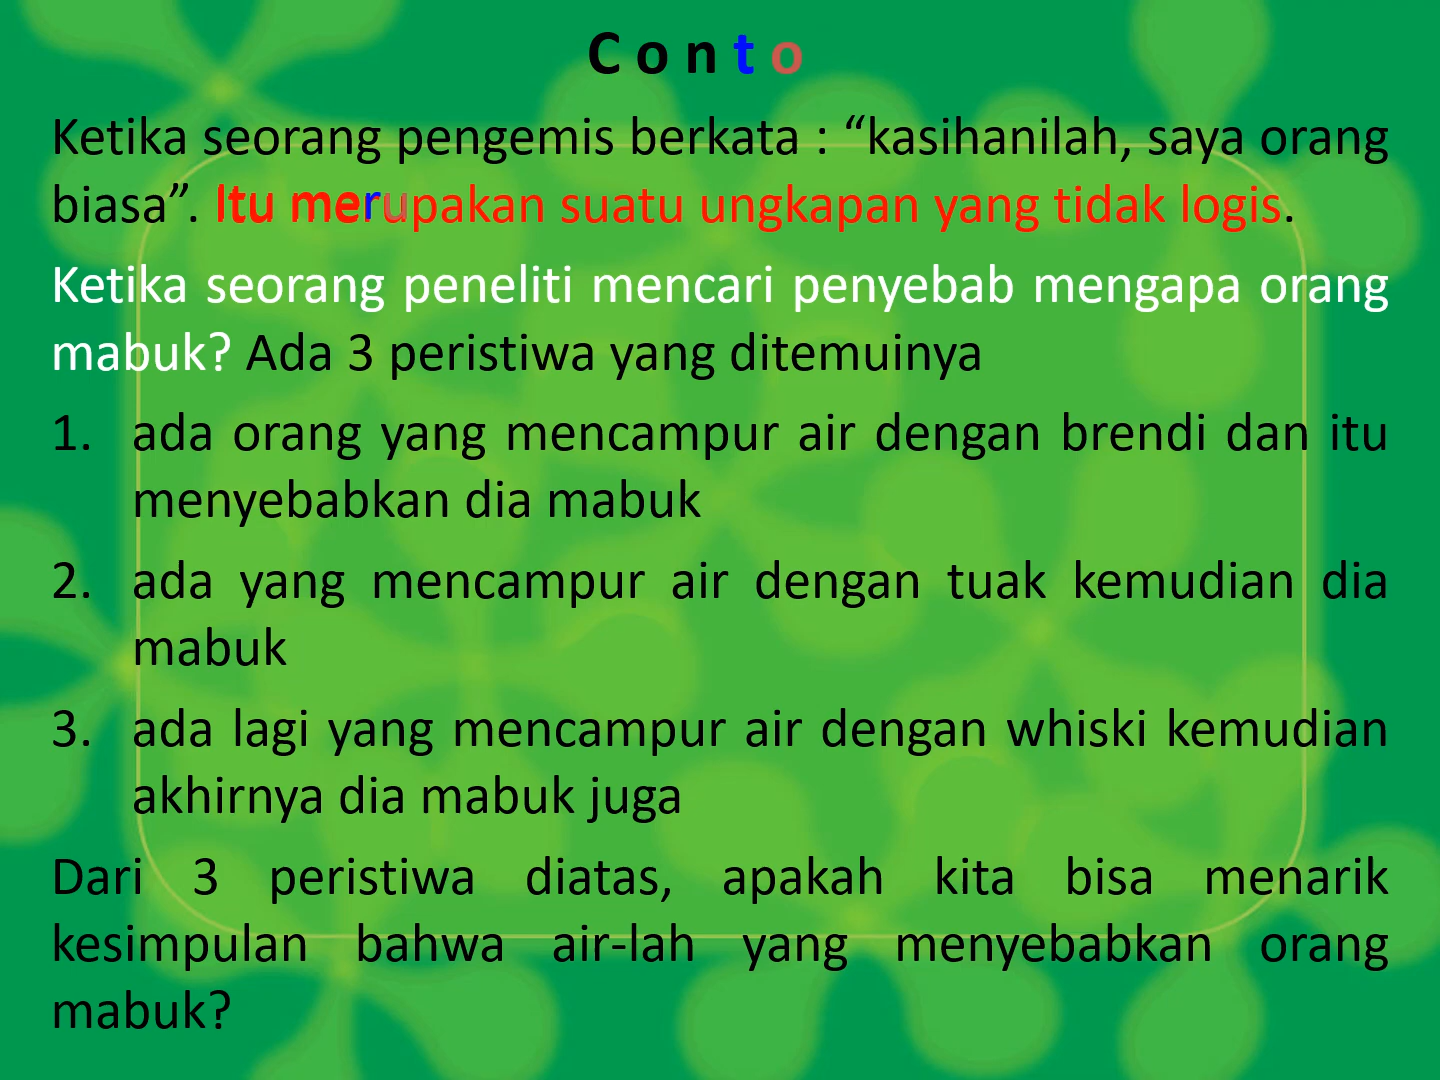 C o n t o
Ketika seorang pengemis berkata : “kasihanilah, saya orang
biasa”. Itu merupakan suatu ungkapan yang tidak logis.
Ketika seorang peneliti mencari penyebab mengapa orang
mabuk? Ada 3 peristiwa yang ditemuinya
1. ada orang yang mencampur air dengan brendi dan itu
menyebabkan dia mabuk
2. ada yang mencampur air dengan tuak kemudian dia
mabuk
3. ada lagi yang mencampur air dengan whiski kemudian
akhirnya dia mabuk juga
Dari 3 peristiwa diatas, apakah kita bisa menarik
kesimpulan bahwa air-lah yang menyebabkan orang
mabuk?